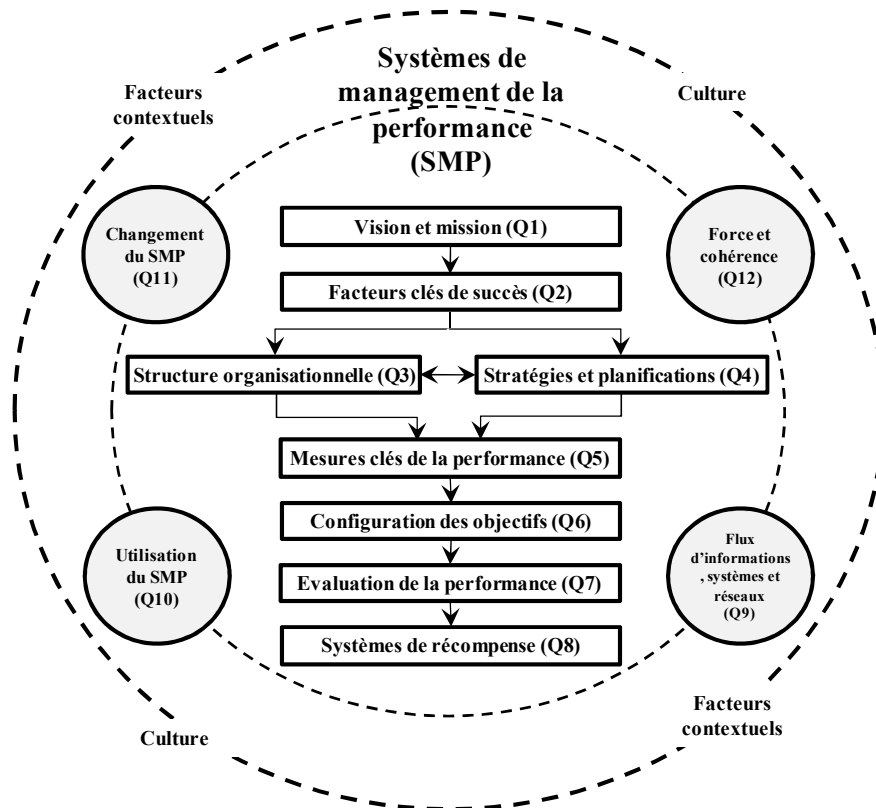 Systèmes de
management de la
performance
(SMP)
Facteurs
contextuels
Culture
Changement
du SMP
(Q11)
Force et
cohérence
(Q12)
Vision et mission (Q1)
Facteurs clés de succès (Q2)
Structure organisationnelle (Q3)
Stratégies et planifications (Q4)
Mesures clés de la performance (Q5)
Configuration des objectifs (Q6)
Evaluation de la performance (Q7)
Systèmes de récompense (Q8)
Utilisation
du SMP
(Q10)
Flux
d’informations
, systèmes et
réseaux
(Q9)
Culture
Facteurs
contextuels